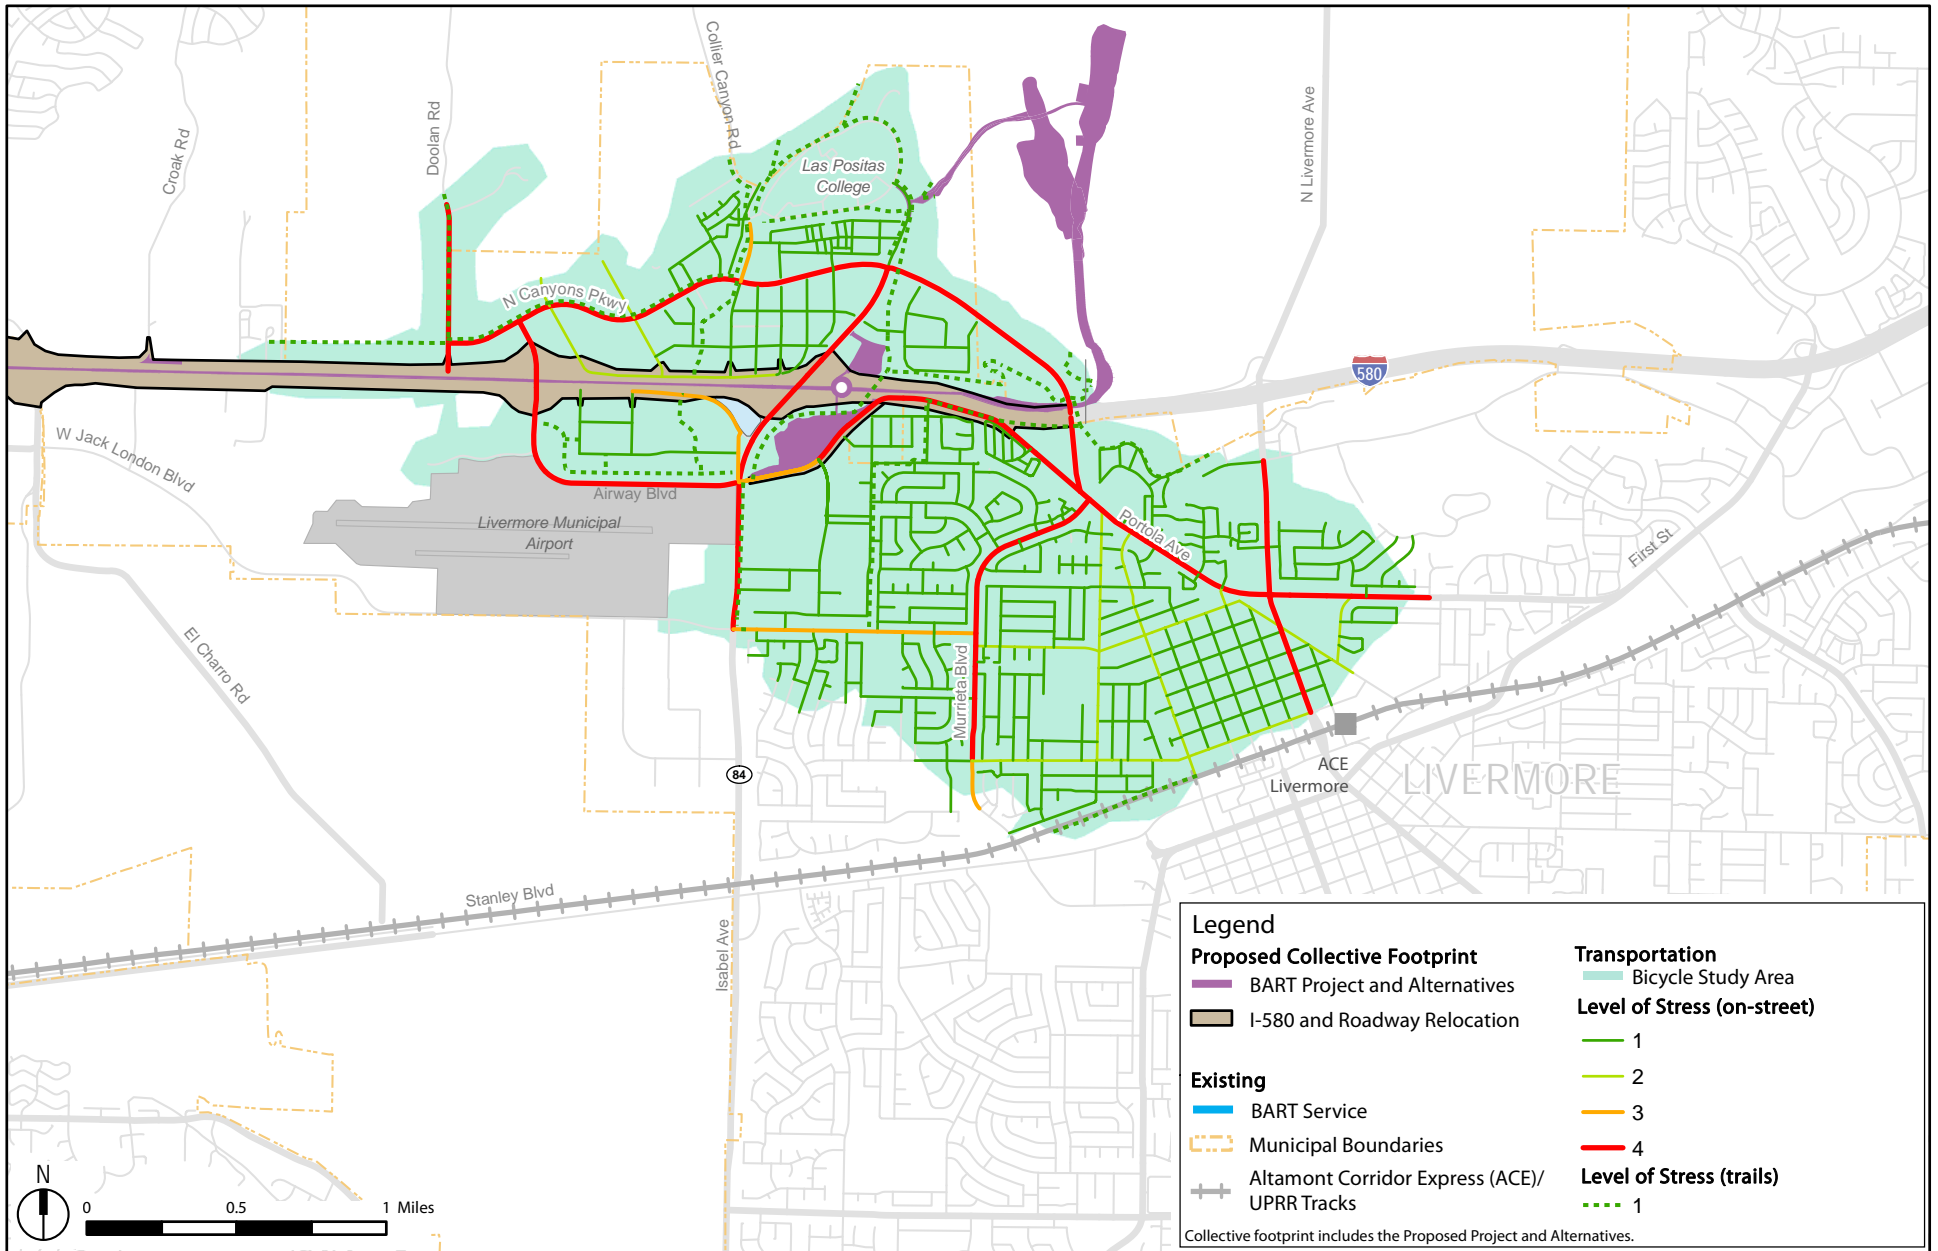 Croak Rd
Doolan Rd
Collier Canyon Rd
Las Positas
College
N Livermore Ave
N Canyons Pkwy
580
W Jack London Blvd
Airway Blvd
Livermore Municipal
Airport
Portola Ave
First St
El Charro Rd
Murrieta Blvd
84
ACE
Livermore
LIVERMORE
Stanley Blvd
Isabel Ave
Legend
Proposed Collective Footprint
BART Project and Alternatives
I-580 and Roadway Relocation
Existing
BART Service
Municipal Boundaries
Altamont Corridor Express (ACE)/
UPRR Tracks
Transportation
Bicycle Study Area
Level of Stress (on-street)
1
2
3
4
Level of Stress (trails)
1
Collective footprint includes the Proposed Project and Alternatives.
N
0 0.5 1 Miles